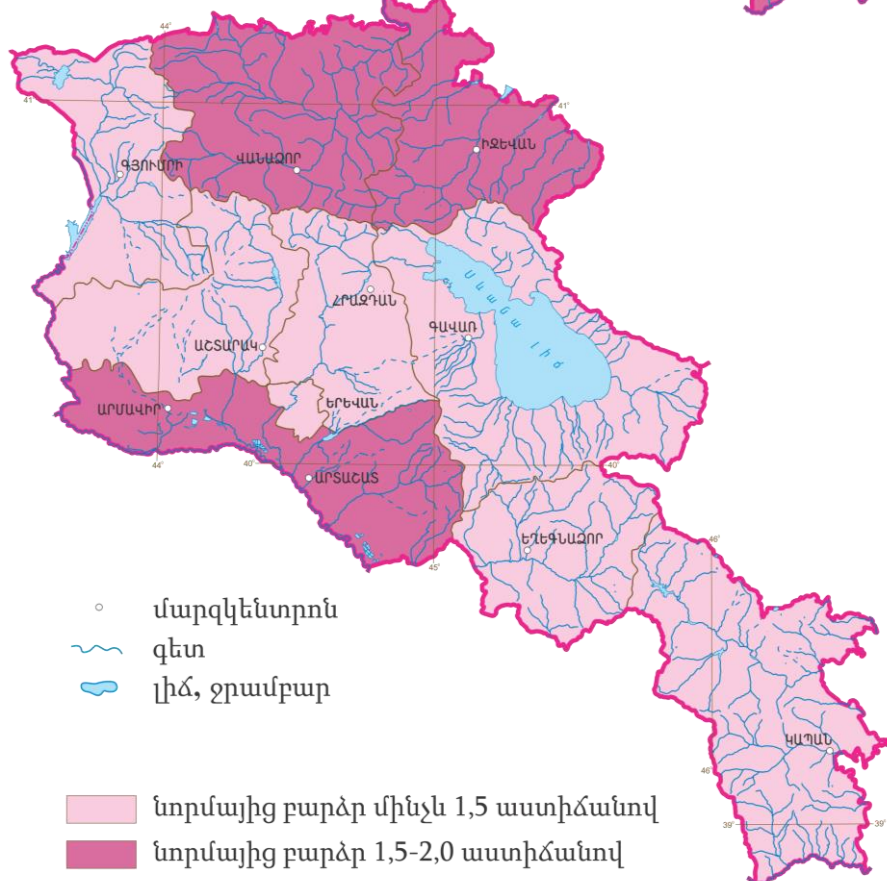 44°
41°
41°
ԳՅՈՒՄՐԻ
ՎԱՆԱՁՈՐ
ԻՋԵՎԱՆ
Սևանա լիճ
ՀՐԱԶԴԱՆ
ԳԱՎԱՌ
ԱՇՏԱՐԱԿ
ԵՐԵՎԱՆ
ԱՐՄԱՎԻՐ
44°
40°
40°
ԱՐՏԱՇԱՏ
ԵՂԵԳՆԱՁՈՐ
45°
46°
մարզկենտրոն
գետ
լիճ, ջրամբար
ԿԱՊԱՆ
46°
39°
39°
նորմայից բարձր մինչև 1,5 աստիճանով
նորմայից բարձր 1,5-2,0 աստիճանով